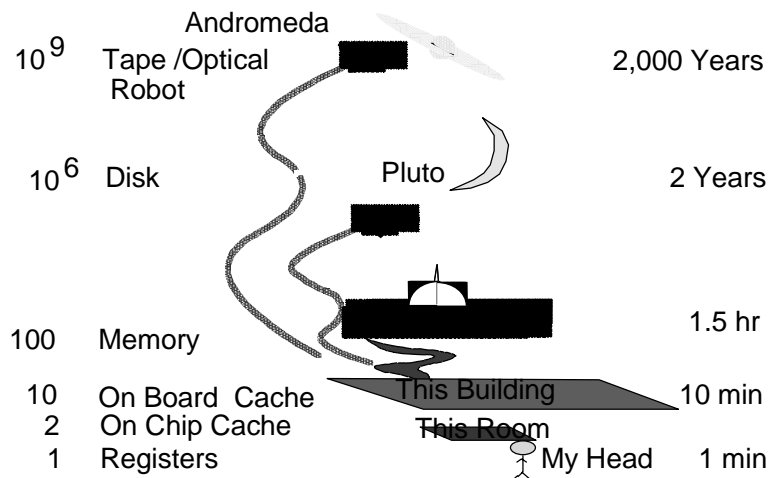 Andromeda
10^9 Tape /Optical Robot 2,000 Years
10^6 Disk Pluto 2 Years
100 Memory 1.5 hr
10 On Board Cache This Building 10 min
2 On Chip Cache This Room
1 Registers My Head 1 min